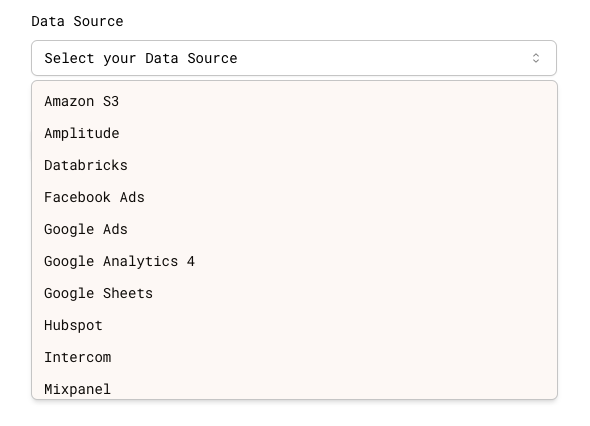 Data Source
Select your Data Source
Amazon S3
Amplitude
Databricks
Facebook Ads
Google Ads
Google Analytics 4
Google Sheets
Hubspot
Intercom
Mixpanel